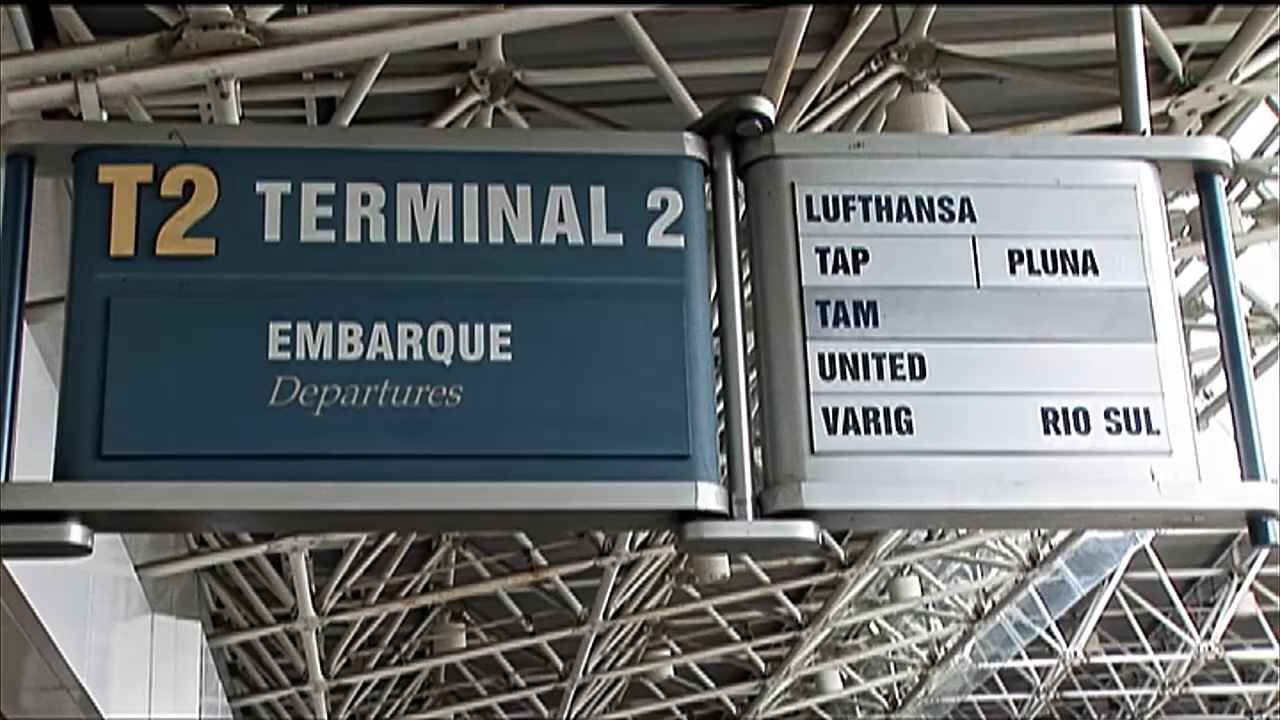 T2 TERMINAL 2
EMBARQUE
Departures
LUFTHANSA
TAP | PLUNA
TAM
UNITED
VARIG RIO SUL